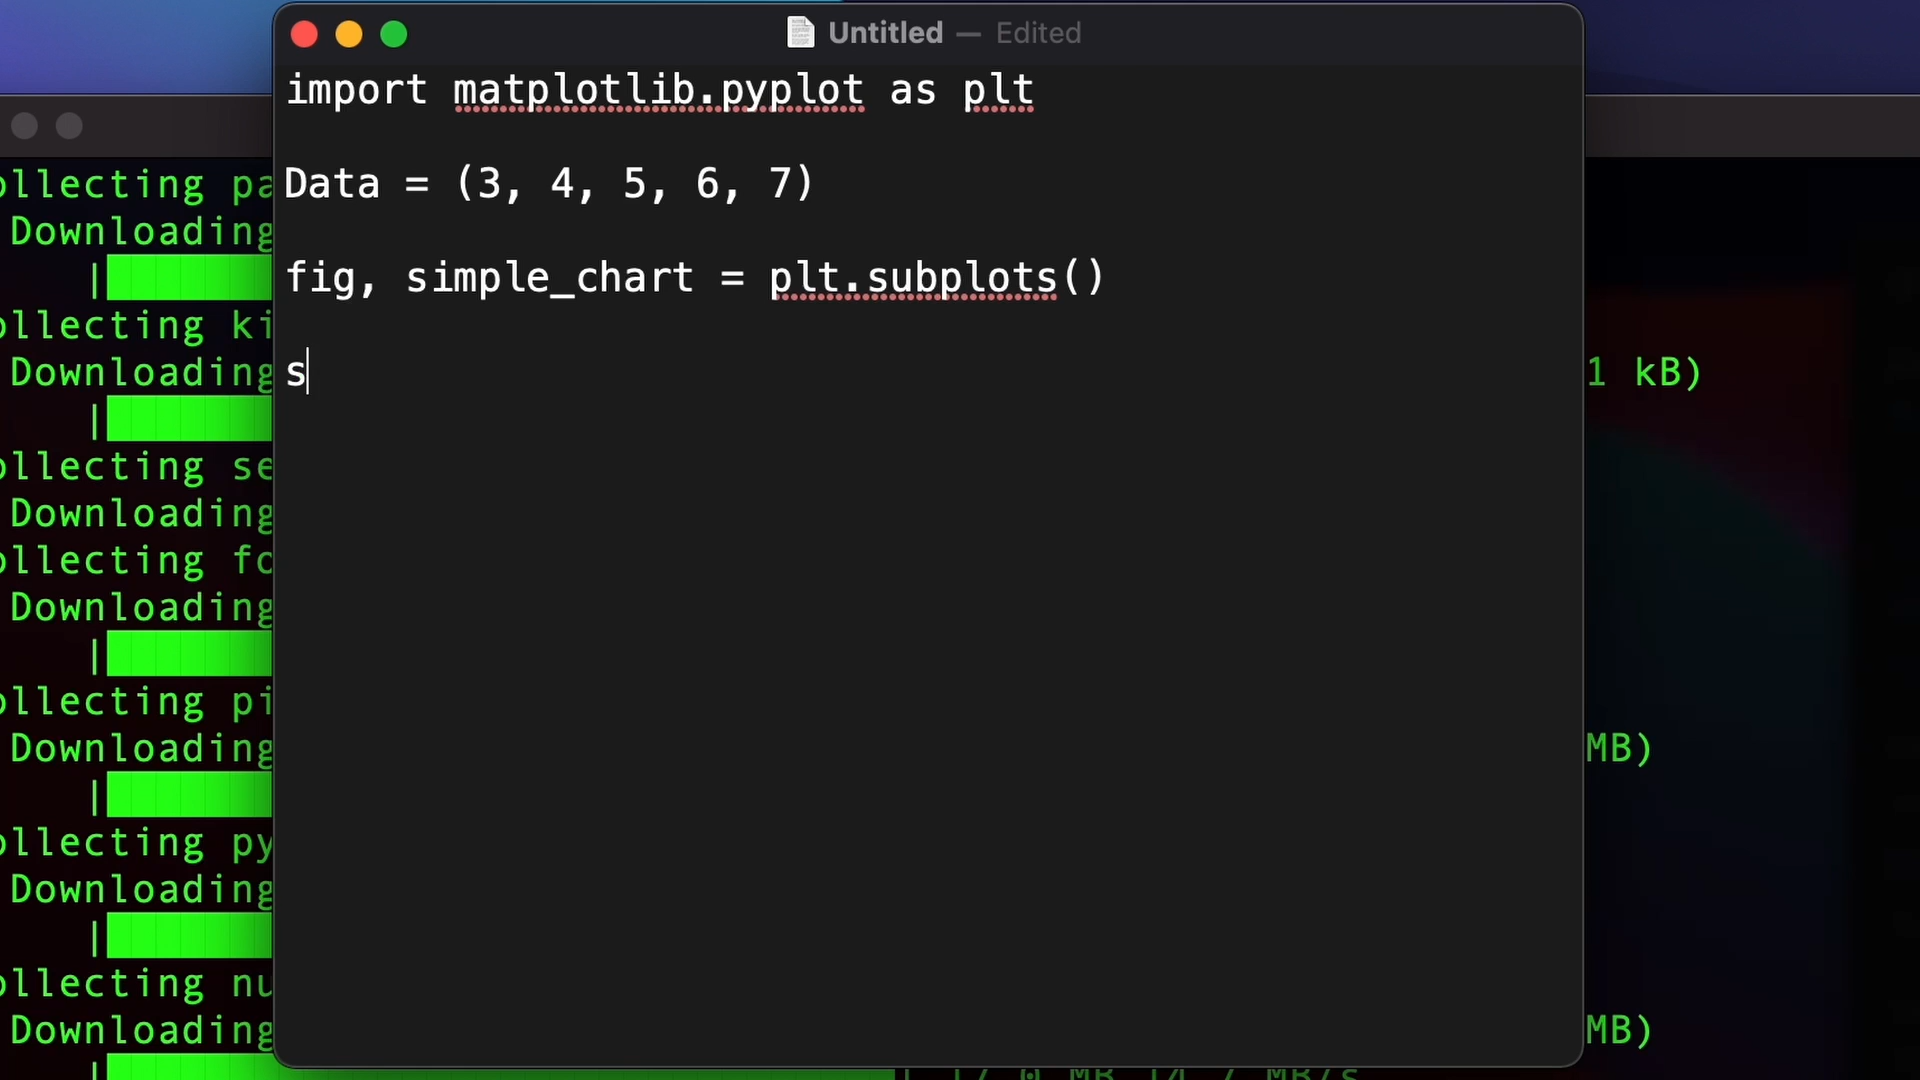 Untitled — Edited
import matplotlib.pyplot as plt
Data = (3, 4, 5, 6, 7)
fig, simple_chart = plt.subplots()
s
ollecting pa
Downloading
ollecting ki
Downloading 1 kB)
ollecting se
Downloading
ollecting fo
Downloading
ollecting pi
Downloading MB)
ollecting py
Downloading
ollecting nu
Downloading MB)